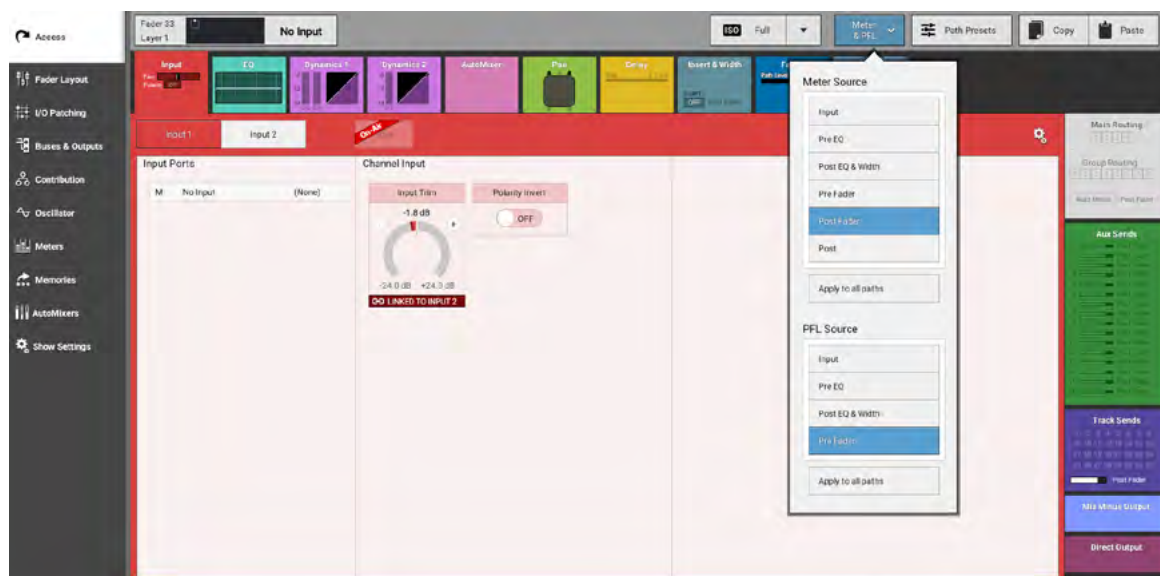 Access
Fader 33
Layer 1
No Input
ISO Full
Meter
& PFL
Path Presets
Copy
Paste
Fader Layout
I/O Patching
Buses & Outputs
Contribution
Oscillator
Meters
Memories
AutoMixers
Show Settings
Input
EQ
Dynamics 1
Dynamics 2
AutoMixer
Pan
Delay
Insert & Width
Input 1
Input 2
On-Air
Input Ports
M No Input (None)
Channel Input
Input Trim
-1.8 dB
-24.0 dB +24.0 dB
LINKED TO INPUT 2
Polarity Invert
OFF
Meter Source
Input
Pre EQ
Post EQ & Width
Pre Fader
Post Fader
Post
Apply to all paths
PFL Source
Input
Pre EQ
Post EQ & Width
Pre Fader
Apply to all paths
Main Routing
Group Routing
Aux Sends
Track Sends
Post Fader
Mix Minus Output
Direct Output